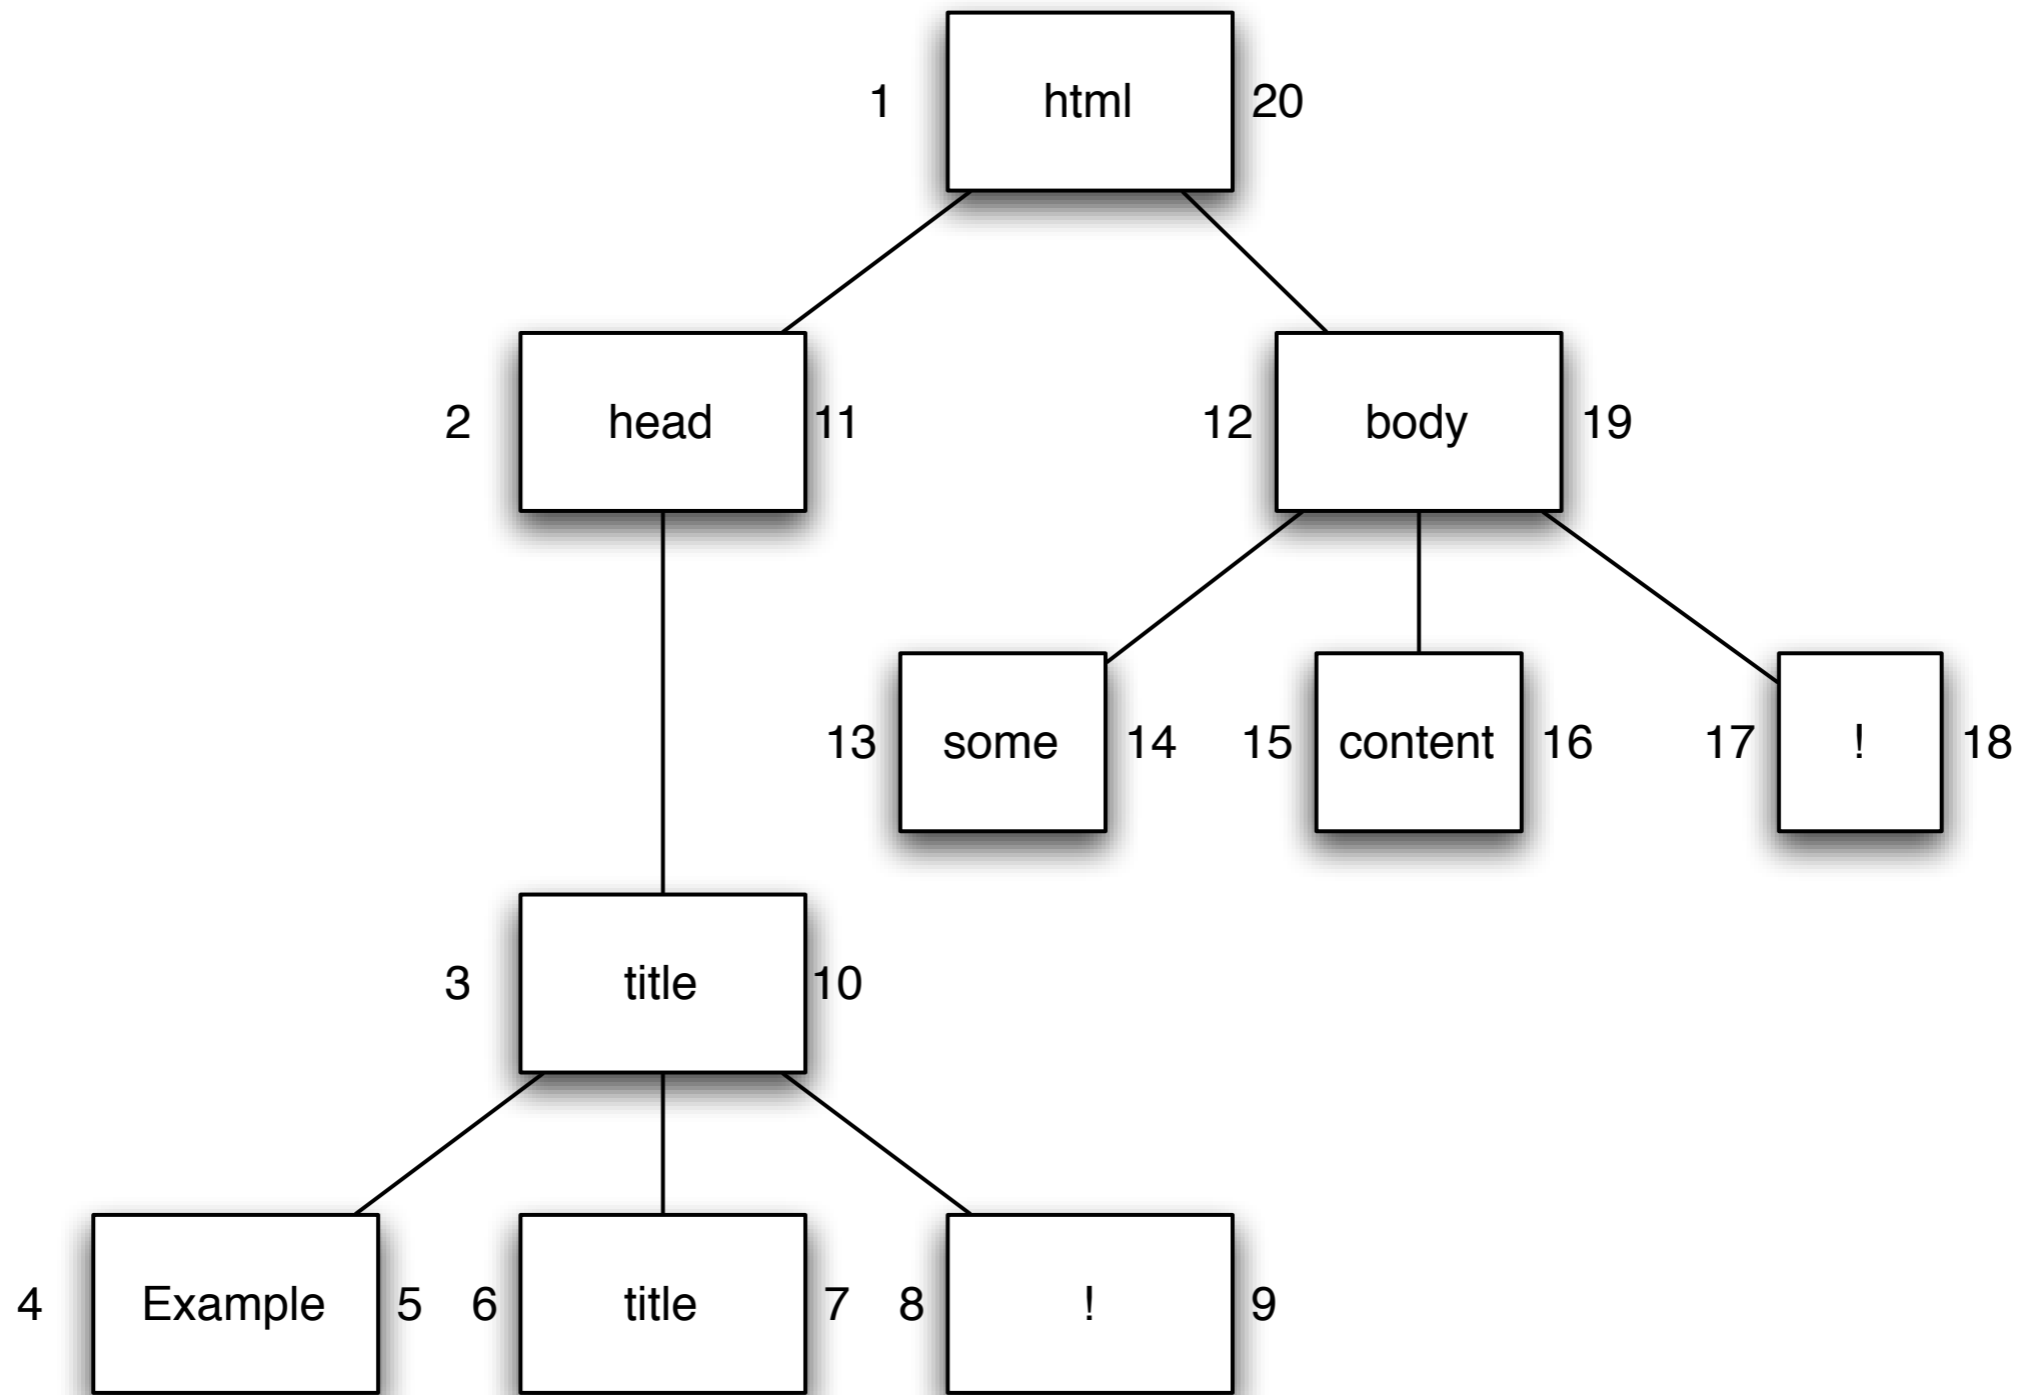 1 html 20
2 head 11 12 body 19
13 some 14 15 content 16 17 ! 18
3 title 10
4 Example 5 6 title 7 8 ! 9